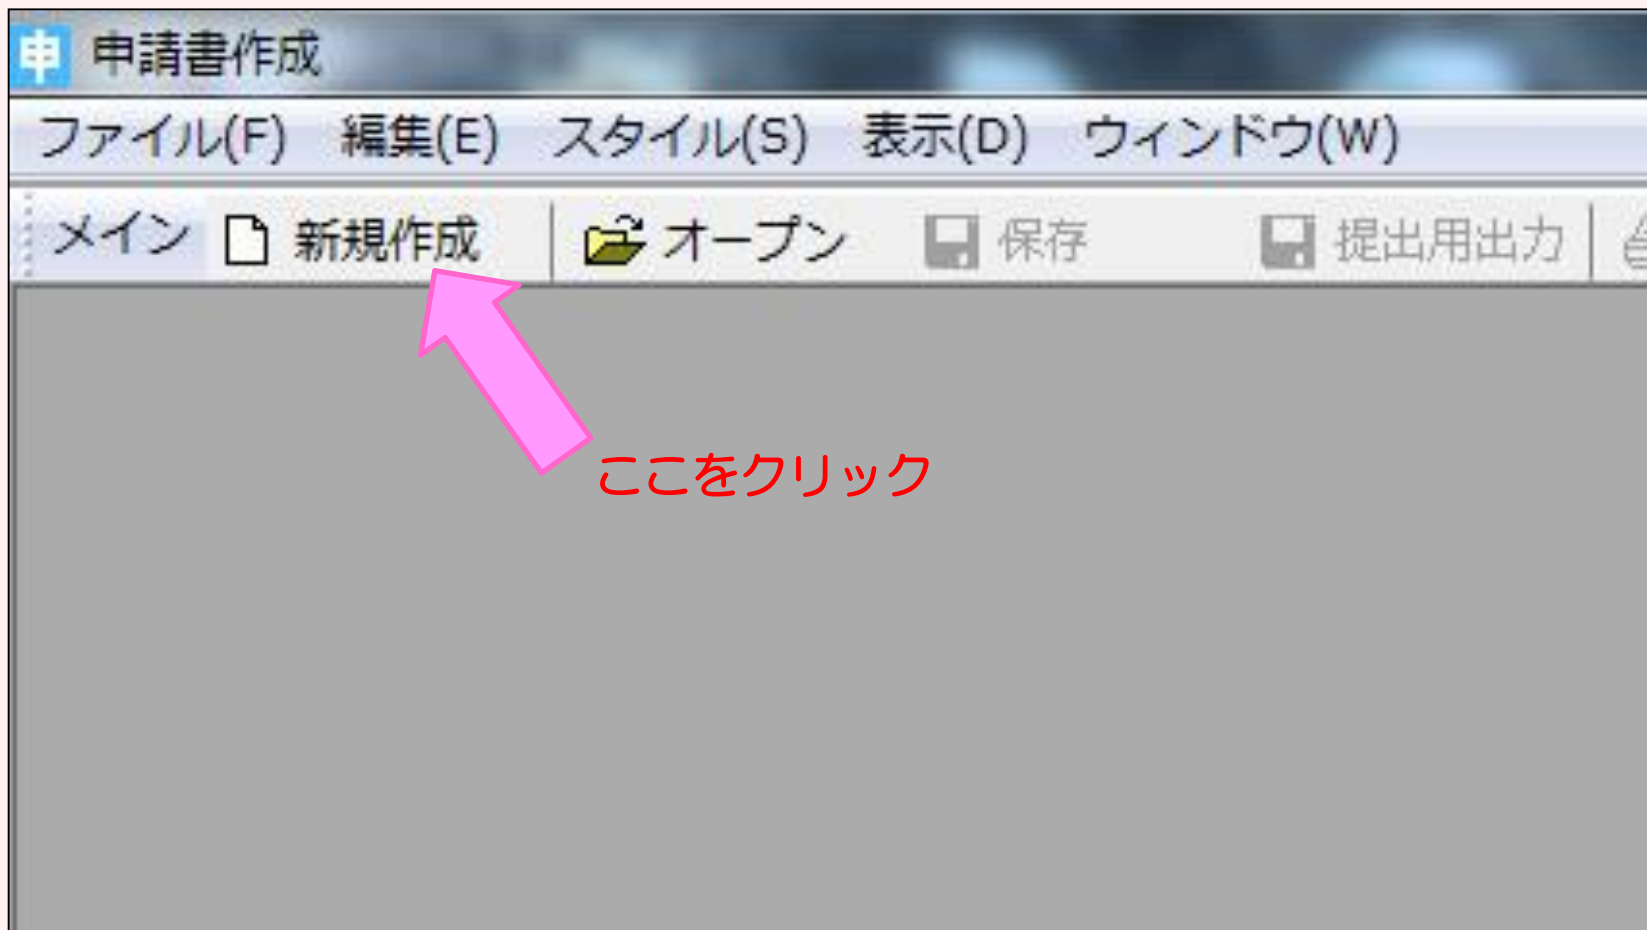 申 申請書作成
ファイル(F) 編集(E) スタイル(S) 表示(D) ウィンドウ(W)
メイン 新規作成 オープン 保存 提出用出力
ここをクリック